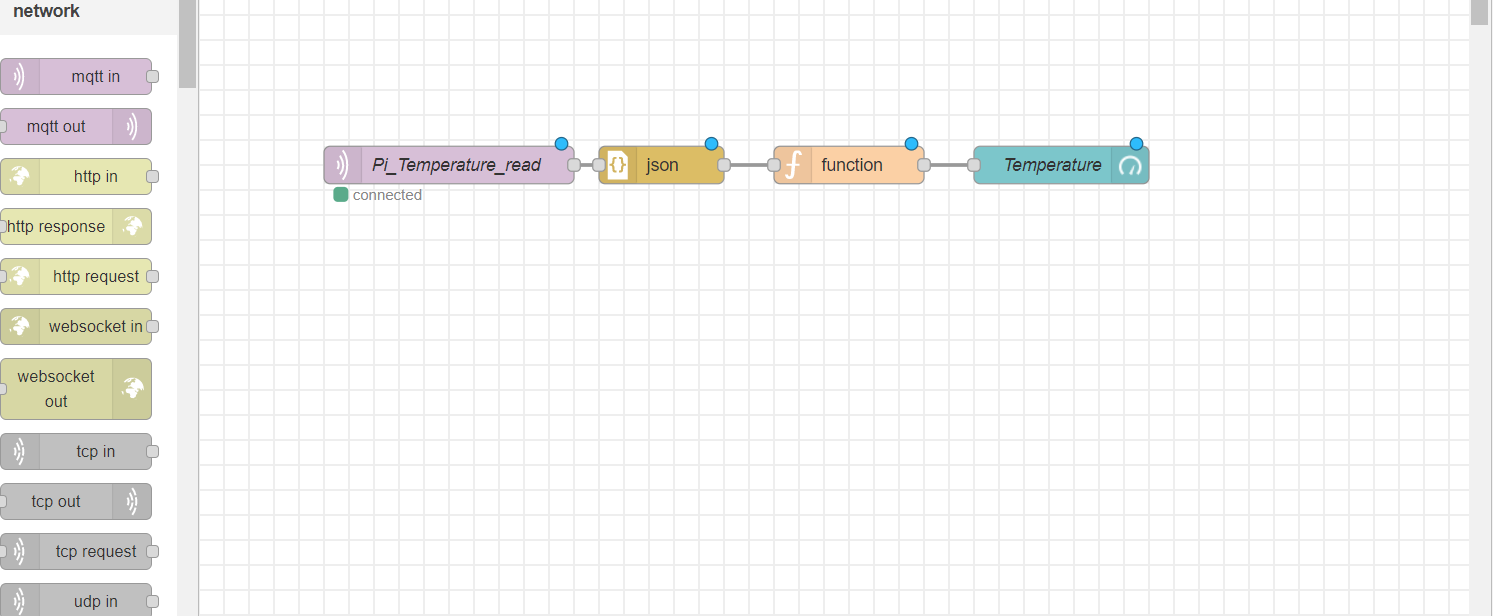 network
mqtt in
mqtt out
http in
http response
http request
websocket in
websocket
out
tcp in
tcp out
tcp request
udp in
Pi_Temperature_read
json
function
Temperature
connected